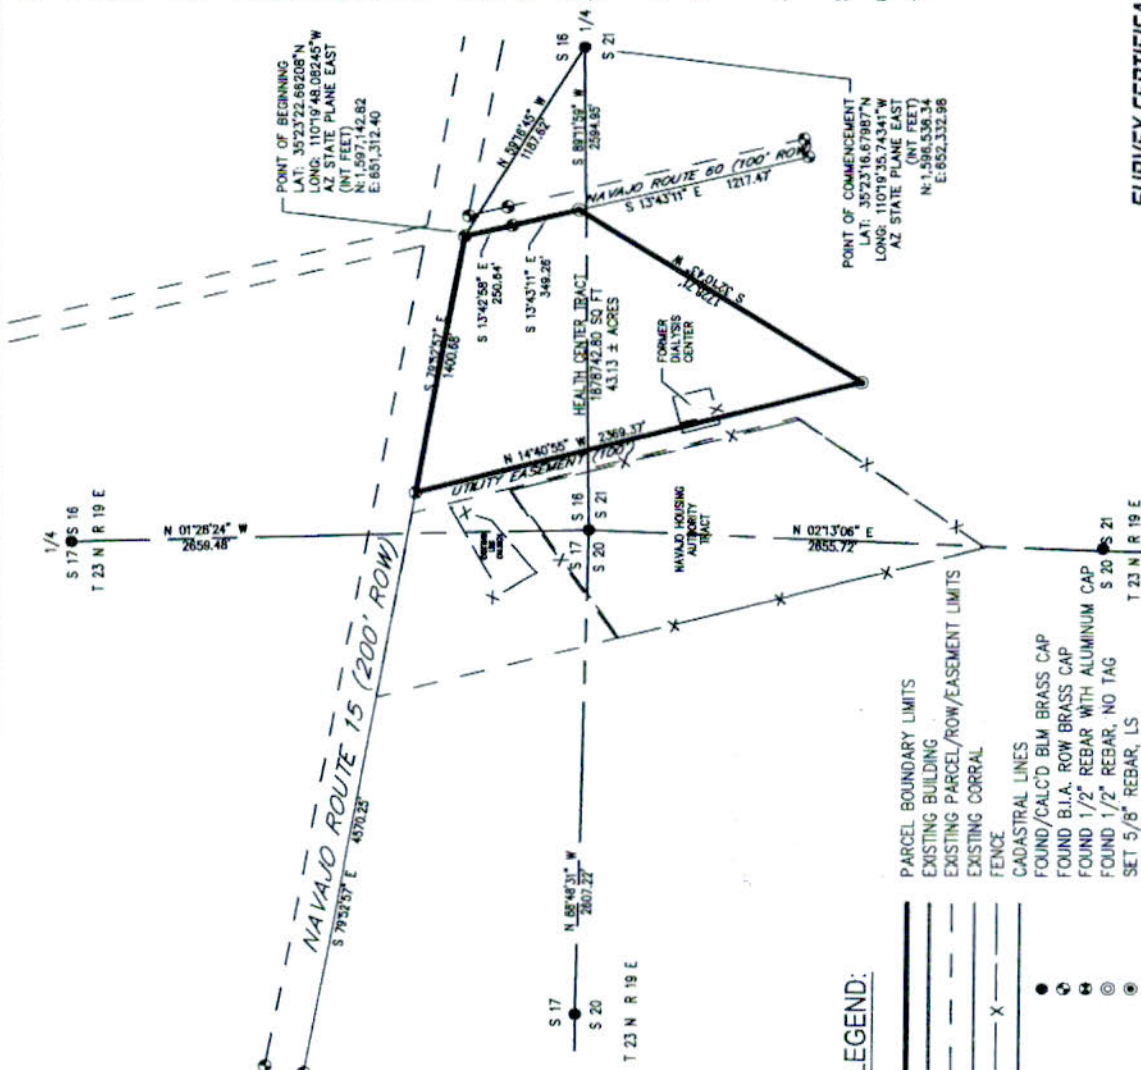 POINT OF BEGINNING
LAT: 35°23'22.66208"N
LONG: 110°19'48.08245"W
AZ STATE PLANE EAST
(INT FEET)
N: 1,597,142.82
E: 651,312.40
S 16 1/4
S 21
N 59°16'45" W
1187.62'
S 89°11'59" W
2594.95'
NAVAJO ROUTE 60 (100' ROW)
S 13°43'11" E 1217.47'
POINT OF COMMENCEMENT
LAT: 35°23'16.67987"N
LONG: 110°19'35.74341"W
AZ STATE PLANE EAST
(INT FEET)
N: 1,596,536.34
E: 652,332.98
S 79°52'57" E
1400.68'
S 13°42'58" E
250.64'
S 13°43'11" E
349.26'
HEALTH CENTER TRACT
1878742.80 SQ FT
43.13 ± ACRES
S 32°10'43" W
FORMER
DIALYSIS
CENTER
N 14°40'55" W 2369.37'
UTILITY EASEMENT (100')
1/4
S 17 S 16
T 23 N R 19 E
N 01°28'24" W
2659.48'
S 17 S 16
S 20 S 21
NAVAJO HOUSING
AUTHORITY
TRACT
N 02°13'06" E
2655.72'
S 20 S 21
T 23 N R 19 E
NAVAJO ROUTE 15 (200' ROW)
S 79°52'57" E 4570.25'
N 88°48'31" W
2607.22'
S 17
S 20
T 23 N R 19 E
LEGEND:
PARCEL BOUNDARY LIMITS
EXISTING BUILDING
EXISTING PARCEL/ROW/EASEMENT LIMITS
EXISTING CORRAL
X FENCE
CADASTRAL LINES
FOUND/CALC'D BLM BRASS CAP
FOUND B.I.A. ROW BRASS CAP
FOUND 1/2" REBAR WITH ALUMINUM CAP
FOUND 1/2" REBAR, NO TAG
SET 5/8" REBAR, LS